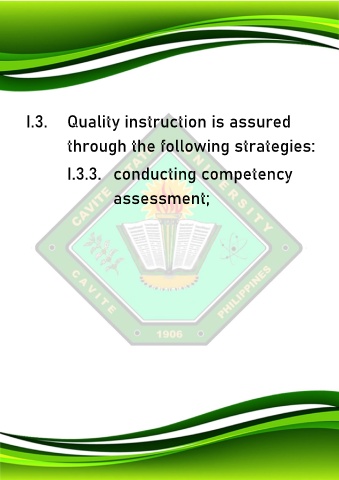 I.3. Quality instruction is assured
through the following strategies:
I.3.3. conducting competency
assessment;
CAVITE STATE UNIVERSITY
CAVITE
PHILIPPINES
1906